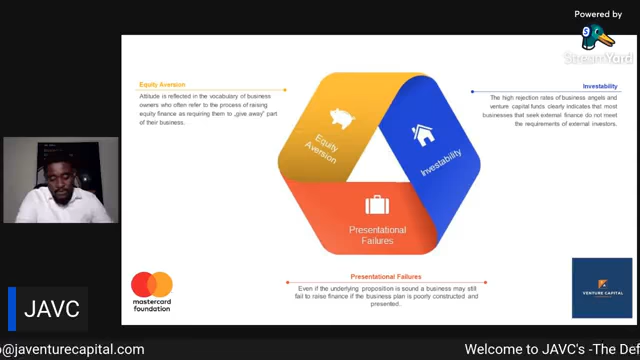 Powered by
StreamYard
Equity Aversion
Attitude is reflected in the vocabulary of business
owners who often refer to the process of raising
equity finance as requiring them to „give away" part
of their business.
Investability
The high rejection rates of business angels and
venture capital funds clearly indicates that most
businesses that seek external finance do not meet
the requirements of external investors.
Equity
Aversion
Investability
Presentational
Failures
Presentational Failures
Even if the underlying proposition is sound a business may still
fail to raise finance if the business plan is poorly constructed and
presented..
mastercard
foundation
VENTURE CAPITAL
JAVC
o@javenturecapital.com
Welcome to JAVC's -The Def